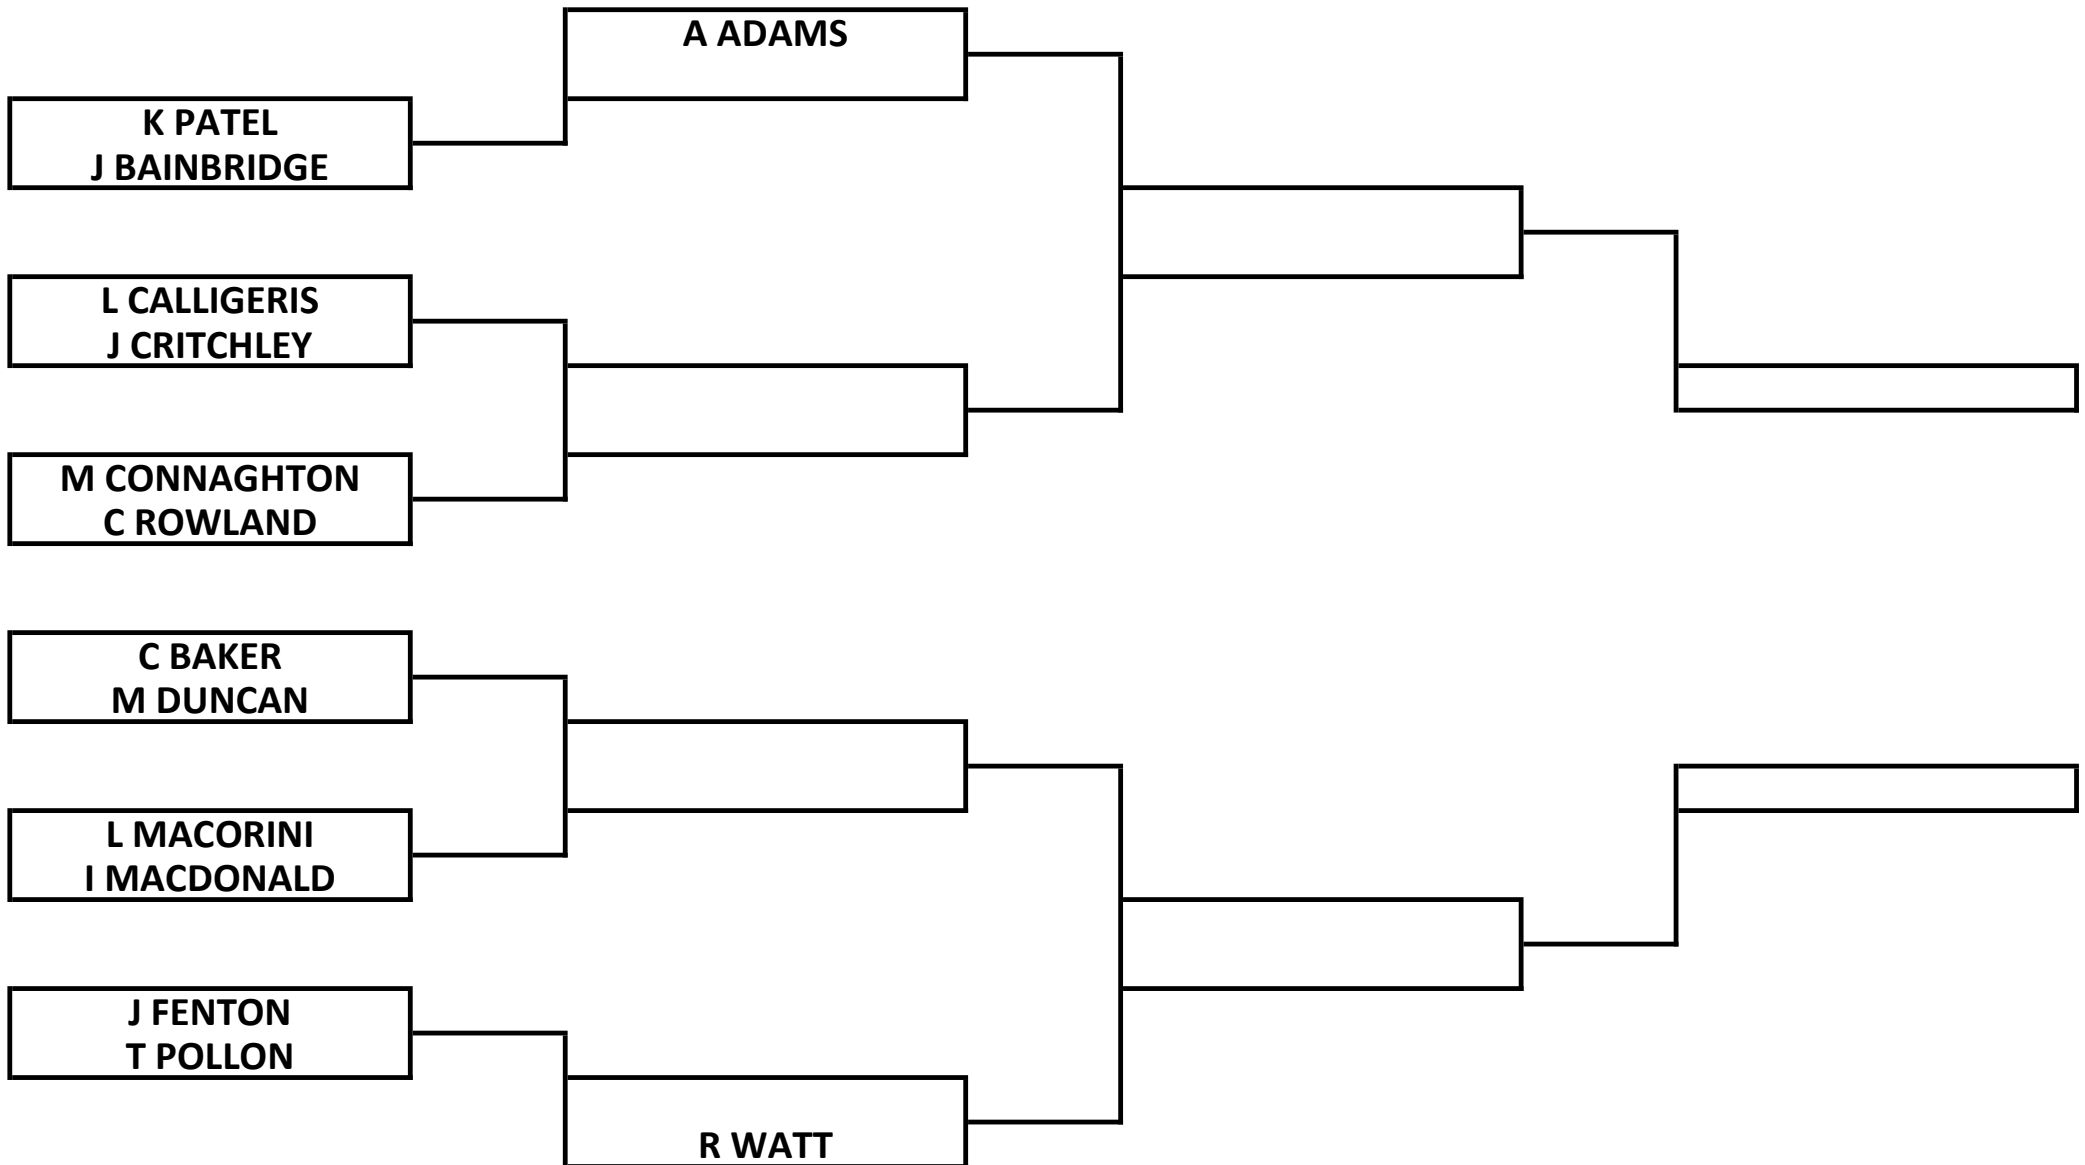 A ADAMS
K PATEL
J BAINBRIDGE
L CALLIGERIS
J CRITCHLEY
M CONNAGHTON
C ROWLAND
C BAKER
M DUNCAN
L MACORINI
I MACDONALD
J FENTON
T POLLON
R WATT